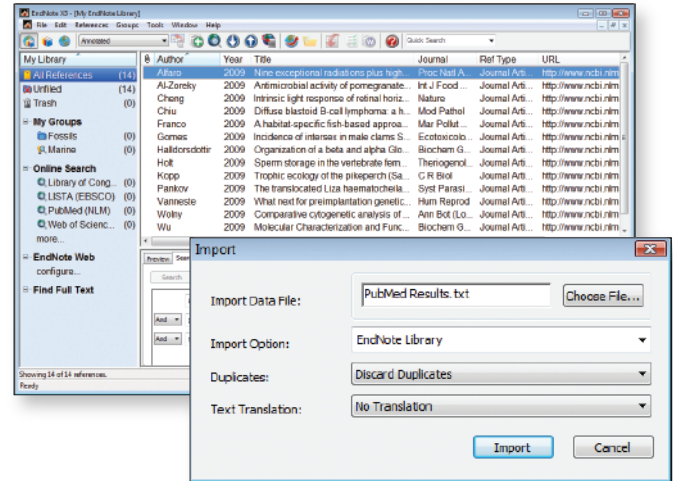 EndNote X3 - [My EndNote Library]
File Edit References Groups Tools Window Help
Annotated Quick Search
My Library
All References (14)
Unfiled (14)
Trash (0)
My Groups
Fossils (0)
Marine (0)
Online Search
Library of Cong... (0)
LISTA (EBSCO) (0)
PubMed (NLM) (0)
Web of Scienc... (0)
more...
EndNote Web
configure...
Find Full Text
Author Year Title Journal Ref Type URL
Alfaro 2009 Nine exceptional radiations plus high... Proc Natl A... Journal Arti... http://www.ncbi.nlm
Al-Zoreky 2009 Antimicrobial activity of pomegranate... Int J Food ... Journal Arti... http://www.ncbi.nlm
Cheng 2009 Intrinsic light response of retinal horiz... Nature Journal Arti... http://www.ncbi.nlm
Chiu 2009 Diffuse blastoid B-cell lymphoma: a h... Mod Pathol Journal Arti... http://www.ncbi.nlm
Franco 2009 A habitat-specific fish-based approa... Mar Pollut ... Journal Arti... http://www.ncbi.nlm
Gomes 2009 Incidence of intersex in male clams S... Ecotoxicolo... Journal Arti... http://www.ncbi.nlm
Halldorsdottir 2009 Organization of a beta and alpha Glo... Biochem G... Journal Arti... http://www.ncbi.nlm
Holt 2009 Sperm storage in the vertebrate fem... Theriogenol... Journal Arti... http://www.ncbi.nlm
Kopp 2009 Trophic ecology of the pikeperch (Sa... C R Biol Journal Arti... http://www.ncbi.nlm
Pankov 2009 The translocated Liza haematocheila... Syst Parasi... Journal Arti... http://www.ncbi.nlm
Vanneste 2009 What next for preimplantation genetic... Hum Reprod Journal Arti... http://www.ncbi.nlm
Wolny 2009 Comparative cytogenetic analysis of ... Ann Bot (Lo... Journal Arti... http://www.ncbi.nlm
Wu 2009 Molecular Characterization and Func... Biochem G... Journal Arti... http://www.ncbi.nlm
Preview
Search
And
And
Showing 14 of 14 references.
Ready
Import
Import Data File: PubMed Results.txt Choose File...
Import Option: EndNote Library
Duplicates: Discard Duplicates
Text Translation: No Translation
Import Cancel